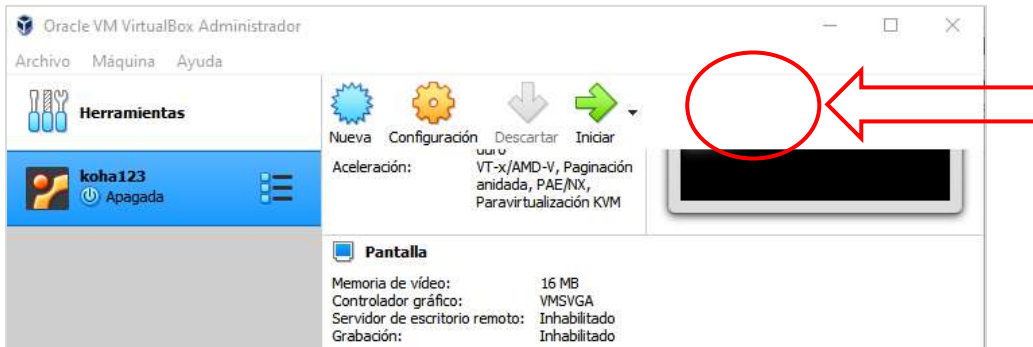 Oracle VM VirtualBox Administrador
Archivo Máquina Ayuda
Herramientas
Nueva Configuración Descartar Iniciar
koha123
Apagada
duro
Aceleración: VT-x/AMD-V, Paginación
anidada, PAE/NX,
Paravirtualización KVM
Pantalla
Memoria de vídeo: 16 MB
Controlador gráfico: VMSVGA
Servidor de escritorio remoto: Inhabilitado
Grabación: Inhabilitado